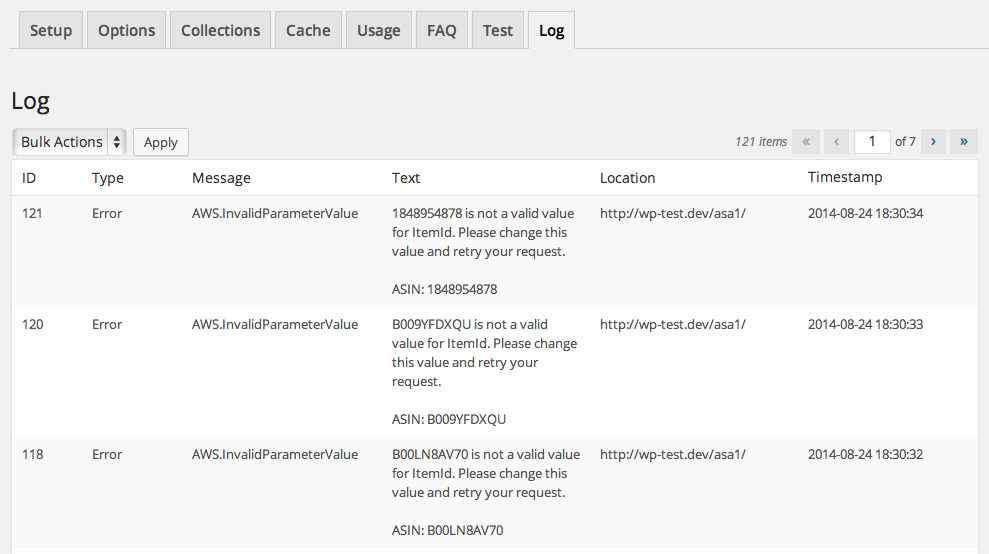 Setup Options Collections Cache Usage FAQ Test Log
Log
Bulk Actions Apply 121 items « ‹ 1 of 7 › »
ID Type Message Text Location Timestamp
121 Error AWS.InvalidParameterValue 1848954878 is not a valid value http://wp-test.dev/asa1/ 2014-08-24 18:30:34
for ItemId. Please change this
value and retry your request.
ASIN: 1848954878
120 Error AWS.InvalidParameterValue B009YFDXQU is not a valid http://wp-test.dev/asa1/ 2014-08-24 18:30:33
value for ItemId. Please change
this value and retry your
request.
ASIN: B009YFDXQU
118 Error AWS.InvalidParameterValue B00LN8AV70 is not a valid value http://wp-test.dev/asa1/ 2014-08-24 18:30:32
for ItemId. Please change this
value and retry your request.
ASIN: B00LN8AV70